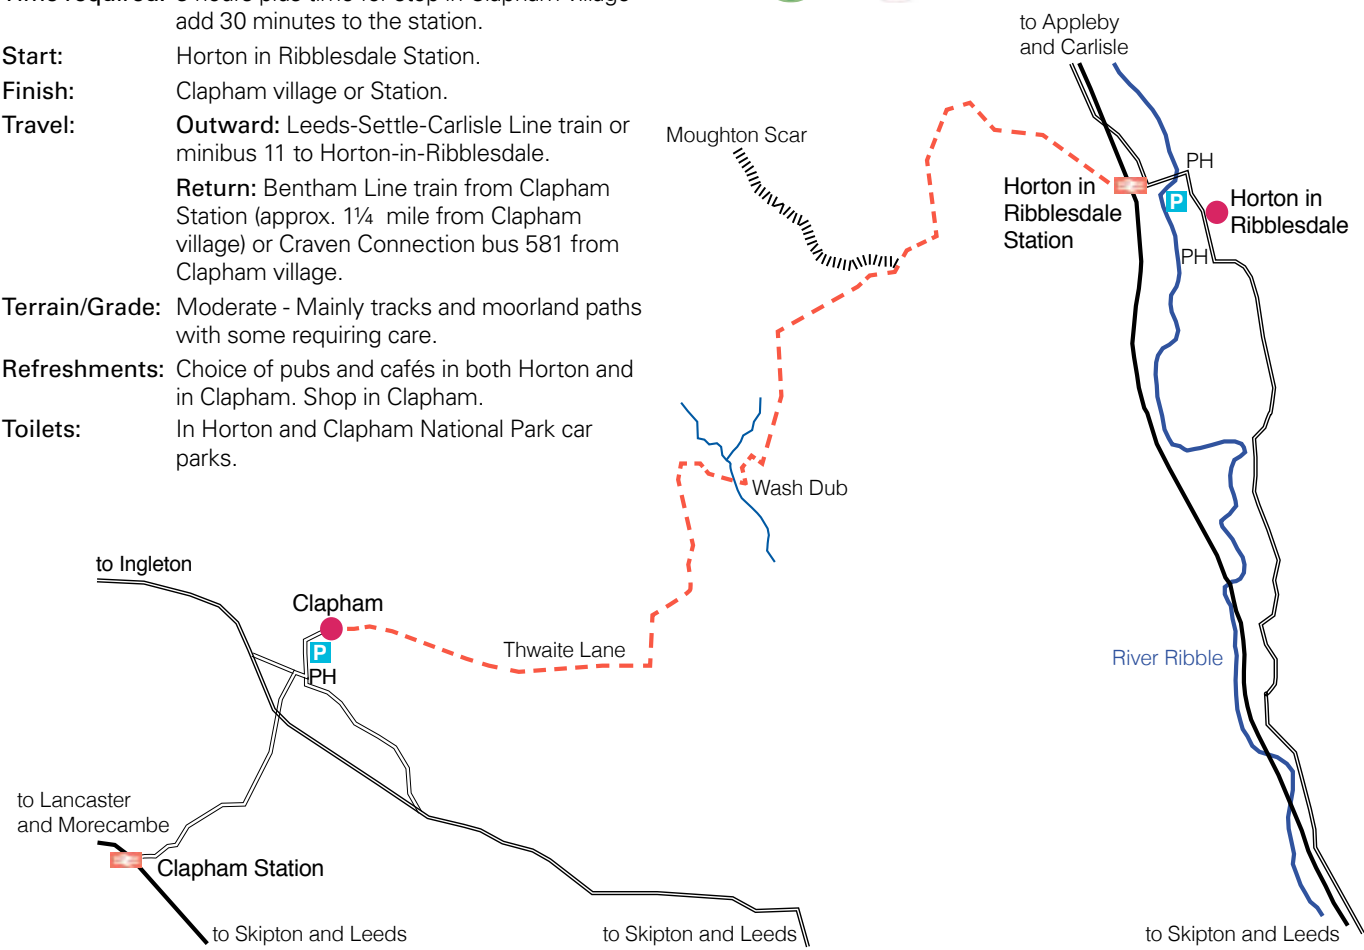 add 30 minutes to the station.
Start: Horton in Ribblesdale Station.
Finish: Clapham village or Station.
Travel: Outward: Leeds-Settle-Carlisle Line train or
minibus 11 to Horton-in-Ribblesdale.
Return: Bentham Line train from Clapham
Station (approx. 1¼ mile from Clapham
village) or Craven Connection bus 581 from
Clapham village.
Terrain/Grade: Moderate - Mainly tracks and moorland paths
with some requiring care.
Refreshments: Choice of pubs and cafés in both Horton and
in Clapham. Shop in Clapham.
Toilets: In Horton and Clapham National Park car
parks.
to Appleby
and Carlisle
Moughton Scar
PH
Horton in
Ribblesdale
Station
P
Horton in
Ribblesdale
PH
Wash Dub
to Ingleton
Clapham
P
PH
Thwaite Lane
River Ribble
to Lancaster
and Morecambe
Clapham Station
to Skipton and Leeds
to Skipton and Leeds
to Skipton and Leeds